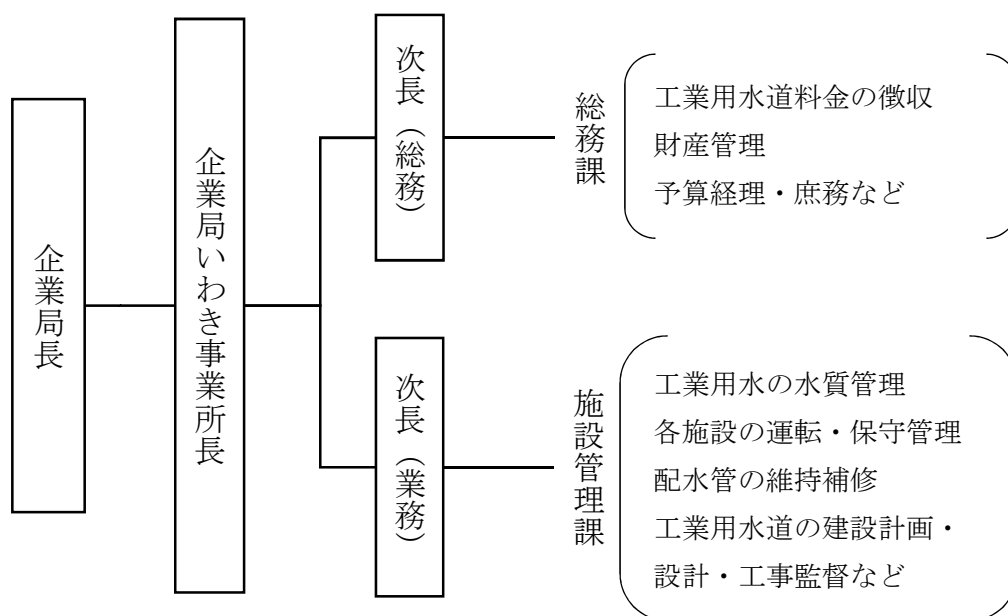 企業局長
企業局いわき事業所長
次長（総務）
総務課
工業用水道料金の徴収
財産管理
予算経理・庶務など
次長（業務）
施設管理課
工業用水の水質管理
各施設の運転・保守管理
配水管の維持補修
工業用水道の建設計画・
設計・工事監督など